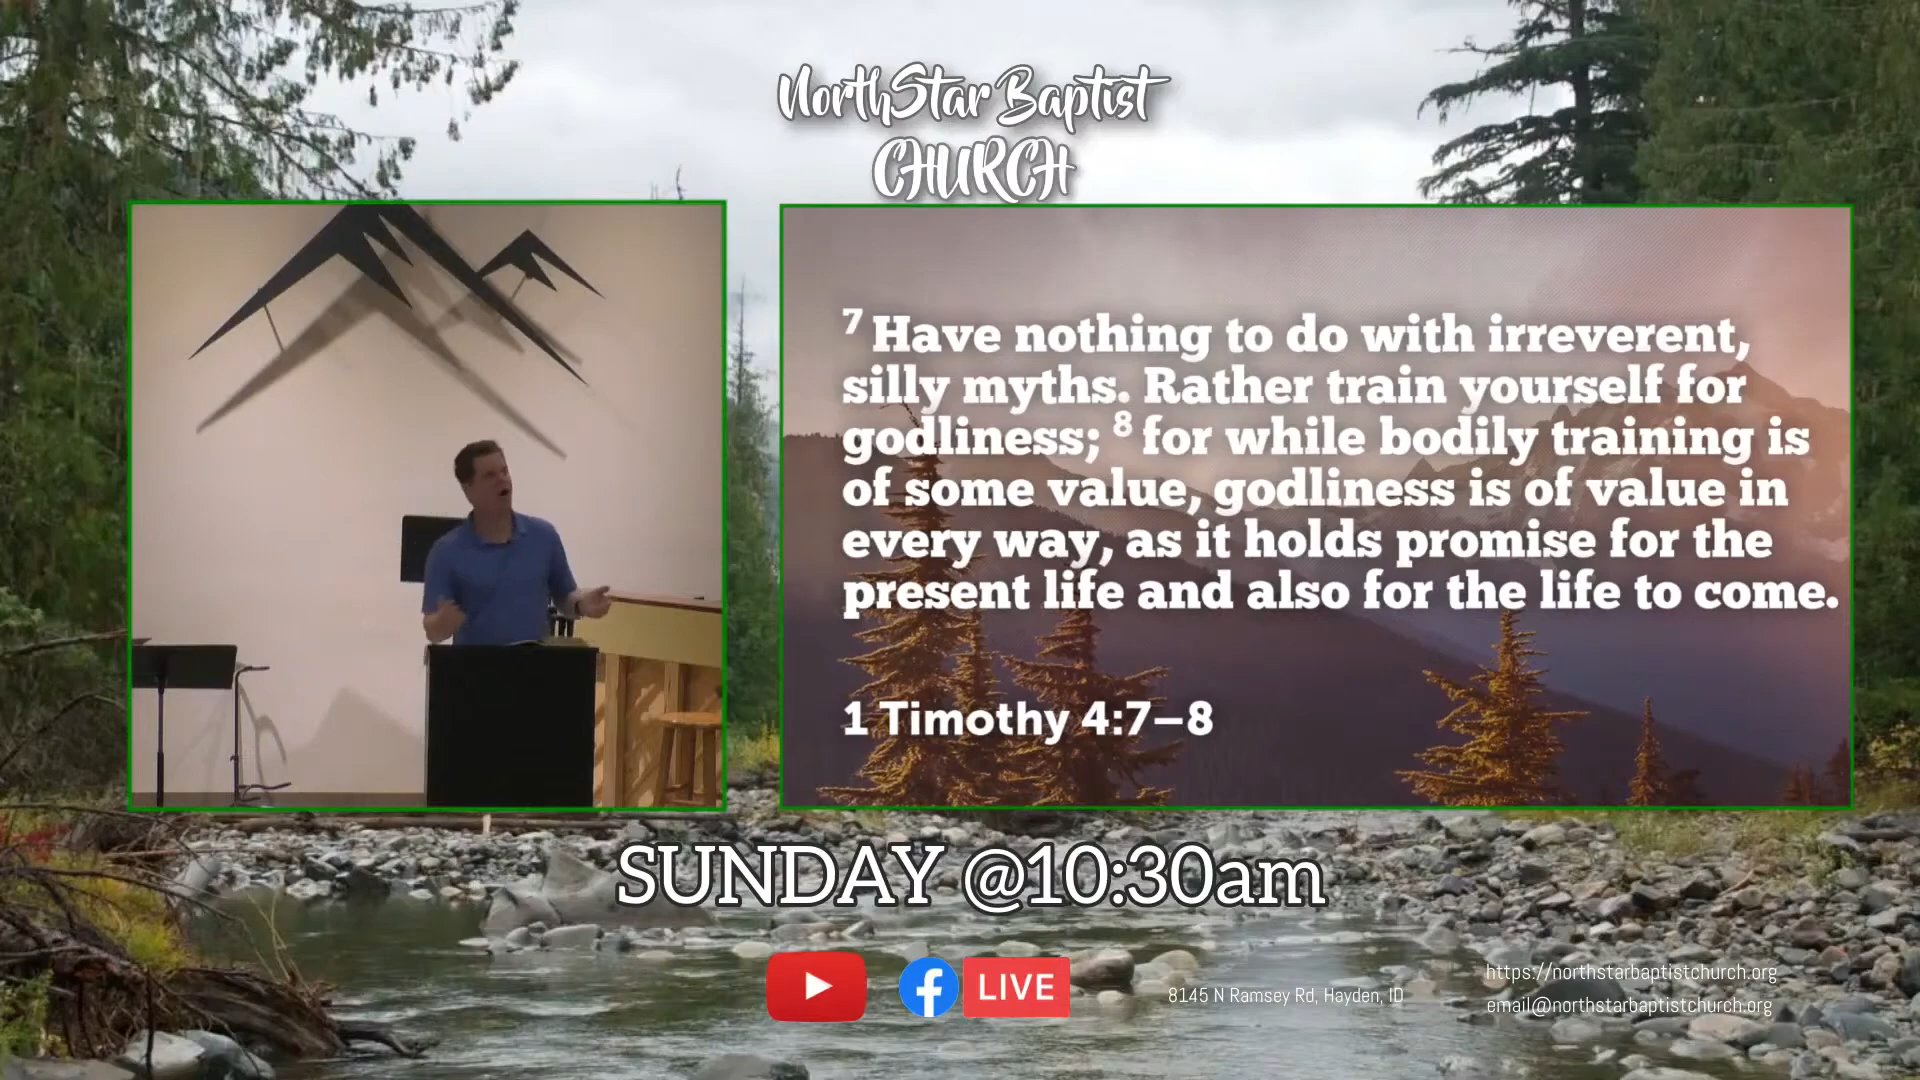 NorthStar Baptist
CHURCH
7 Have nothing to do with irreverent,
silly myths. Rather train yourself for
godliness; 8 for while bodily training is
of some value, godliness is of value in
every way, as it holds promise for the
present life and also for the life to come.
1 Timothy 4:7–8
SUNDAY @10:30am
LIVE
8145 N Ramsey Rd, Hayden, ID
https://northstarbaptistchurch.org
email@northstarbaptistchurch.org